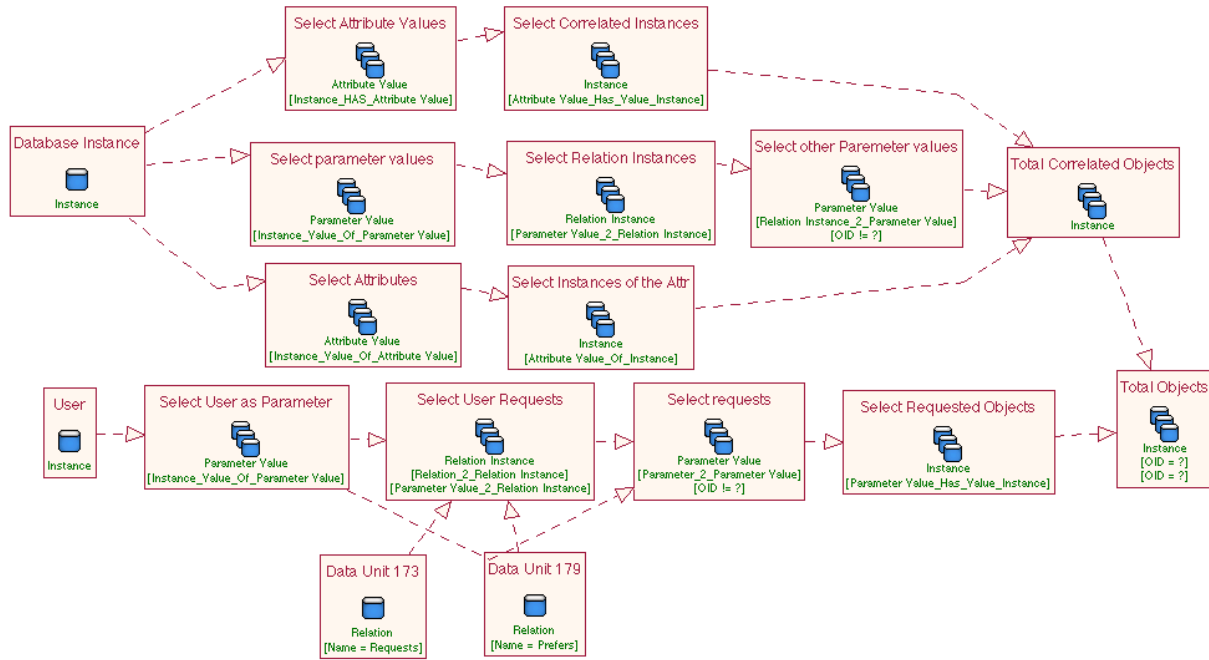 Select Attribute Values
Attribute Value
[Instance_HAS_Attribute Value]
Select Correlated Instances
Instance
[Attribute Value_Has_Value_Instance]
Database Instance
Instance
Select parameter values
Parameter Value
[Instance_Value_Of_Parameter Value]
Select Relation Instances
Relation Instance
[Parameter Value_2_Relation Instance]
Select other Paremeter values
Parameter Value
[Relation Instance_2_Parameter Value]
[OID != ?]
Total Correlated Objects
Instance
Select Attributes
Attribute Value
[Instance_Value_Of_Attribute Value]
Select Instances of the Attr
Instance
[Attribute Value_Of_Instance]
User
Instance
Select User as Parameter
Parameter Value
[Instance_Value_Of_Parameter Value]
Select User Requests
Relation Instance
[Relation_2_Relation Instance]
[Parameter Value_2_Relation Instance]
Select requests
Parameter Value
[Parameter_2_Parameter Value]
[OID != ?]
Select Requested Objects
Instance
[Parameter Value_Has_Value_Instance]
Total Objects
Instance
[OID = ?]
[OID = ?]
Data Unit 173
Relation
[Name = Requests]
Data Unit 179
Relation
[Name = Prefers]